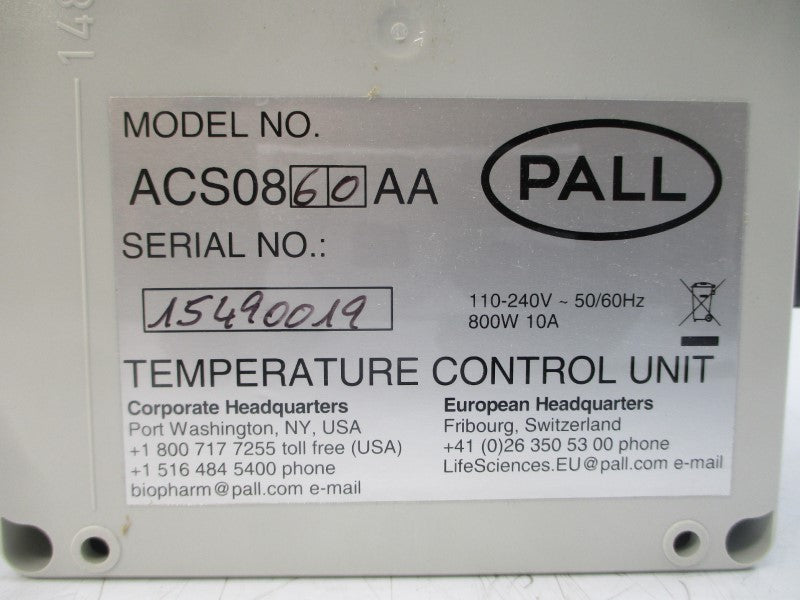 148
MODEL NO.
ACS0860AA
PALL
SERIAL NO.:
15490019
110-240V ~ 50/60Hz
800W 10A
TEMPERATURE CONTROL UNIT
Corporate Headquarters
Port Washington, NY, USA
+1 800 717 7255 toll free (USA)
+1 516 484 5400 phone
biopharm@pall.com e-mail
European Headquarters
Fribourg, Switzerland
+41 (0)26 350 53 00 phone
LifeSciences.EU@pall.com e-mail